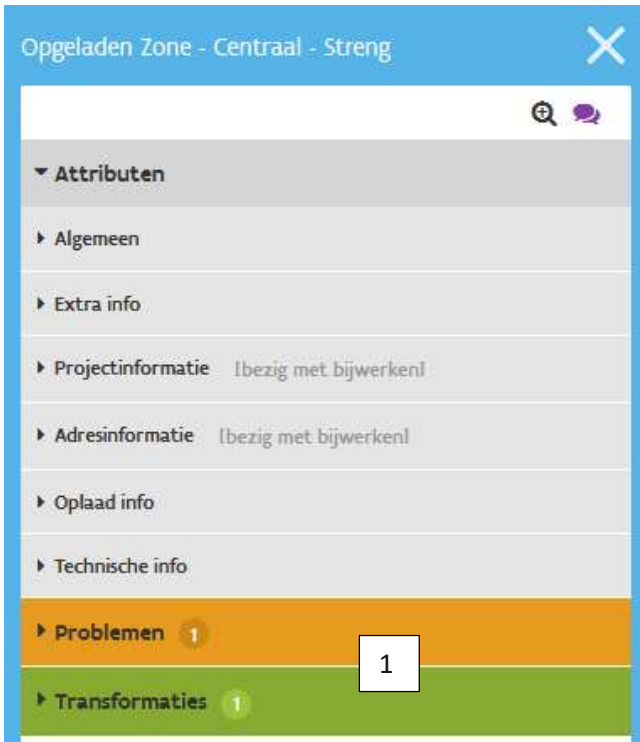 Opgeladen Zone - Centraal - Streng
Attributen
Algemeen
Extra info
Projectinformatie [bezig met bijwerken]
Adresinformatie [bezig met bijwerken]
Oplaad info
Technische info
Problemen 1
1
Transformaties 1